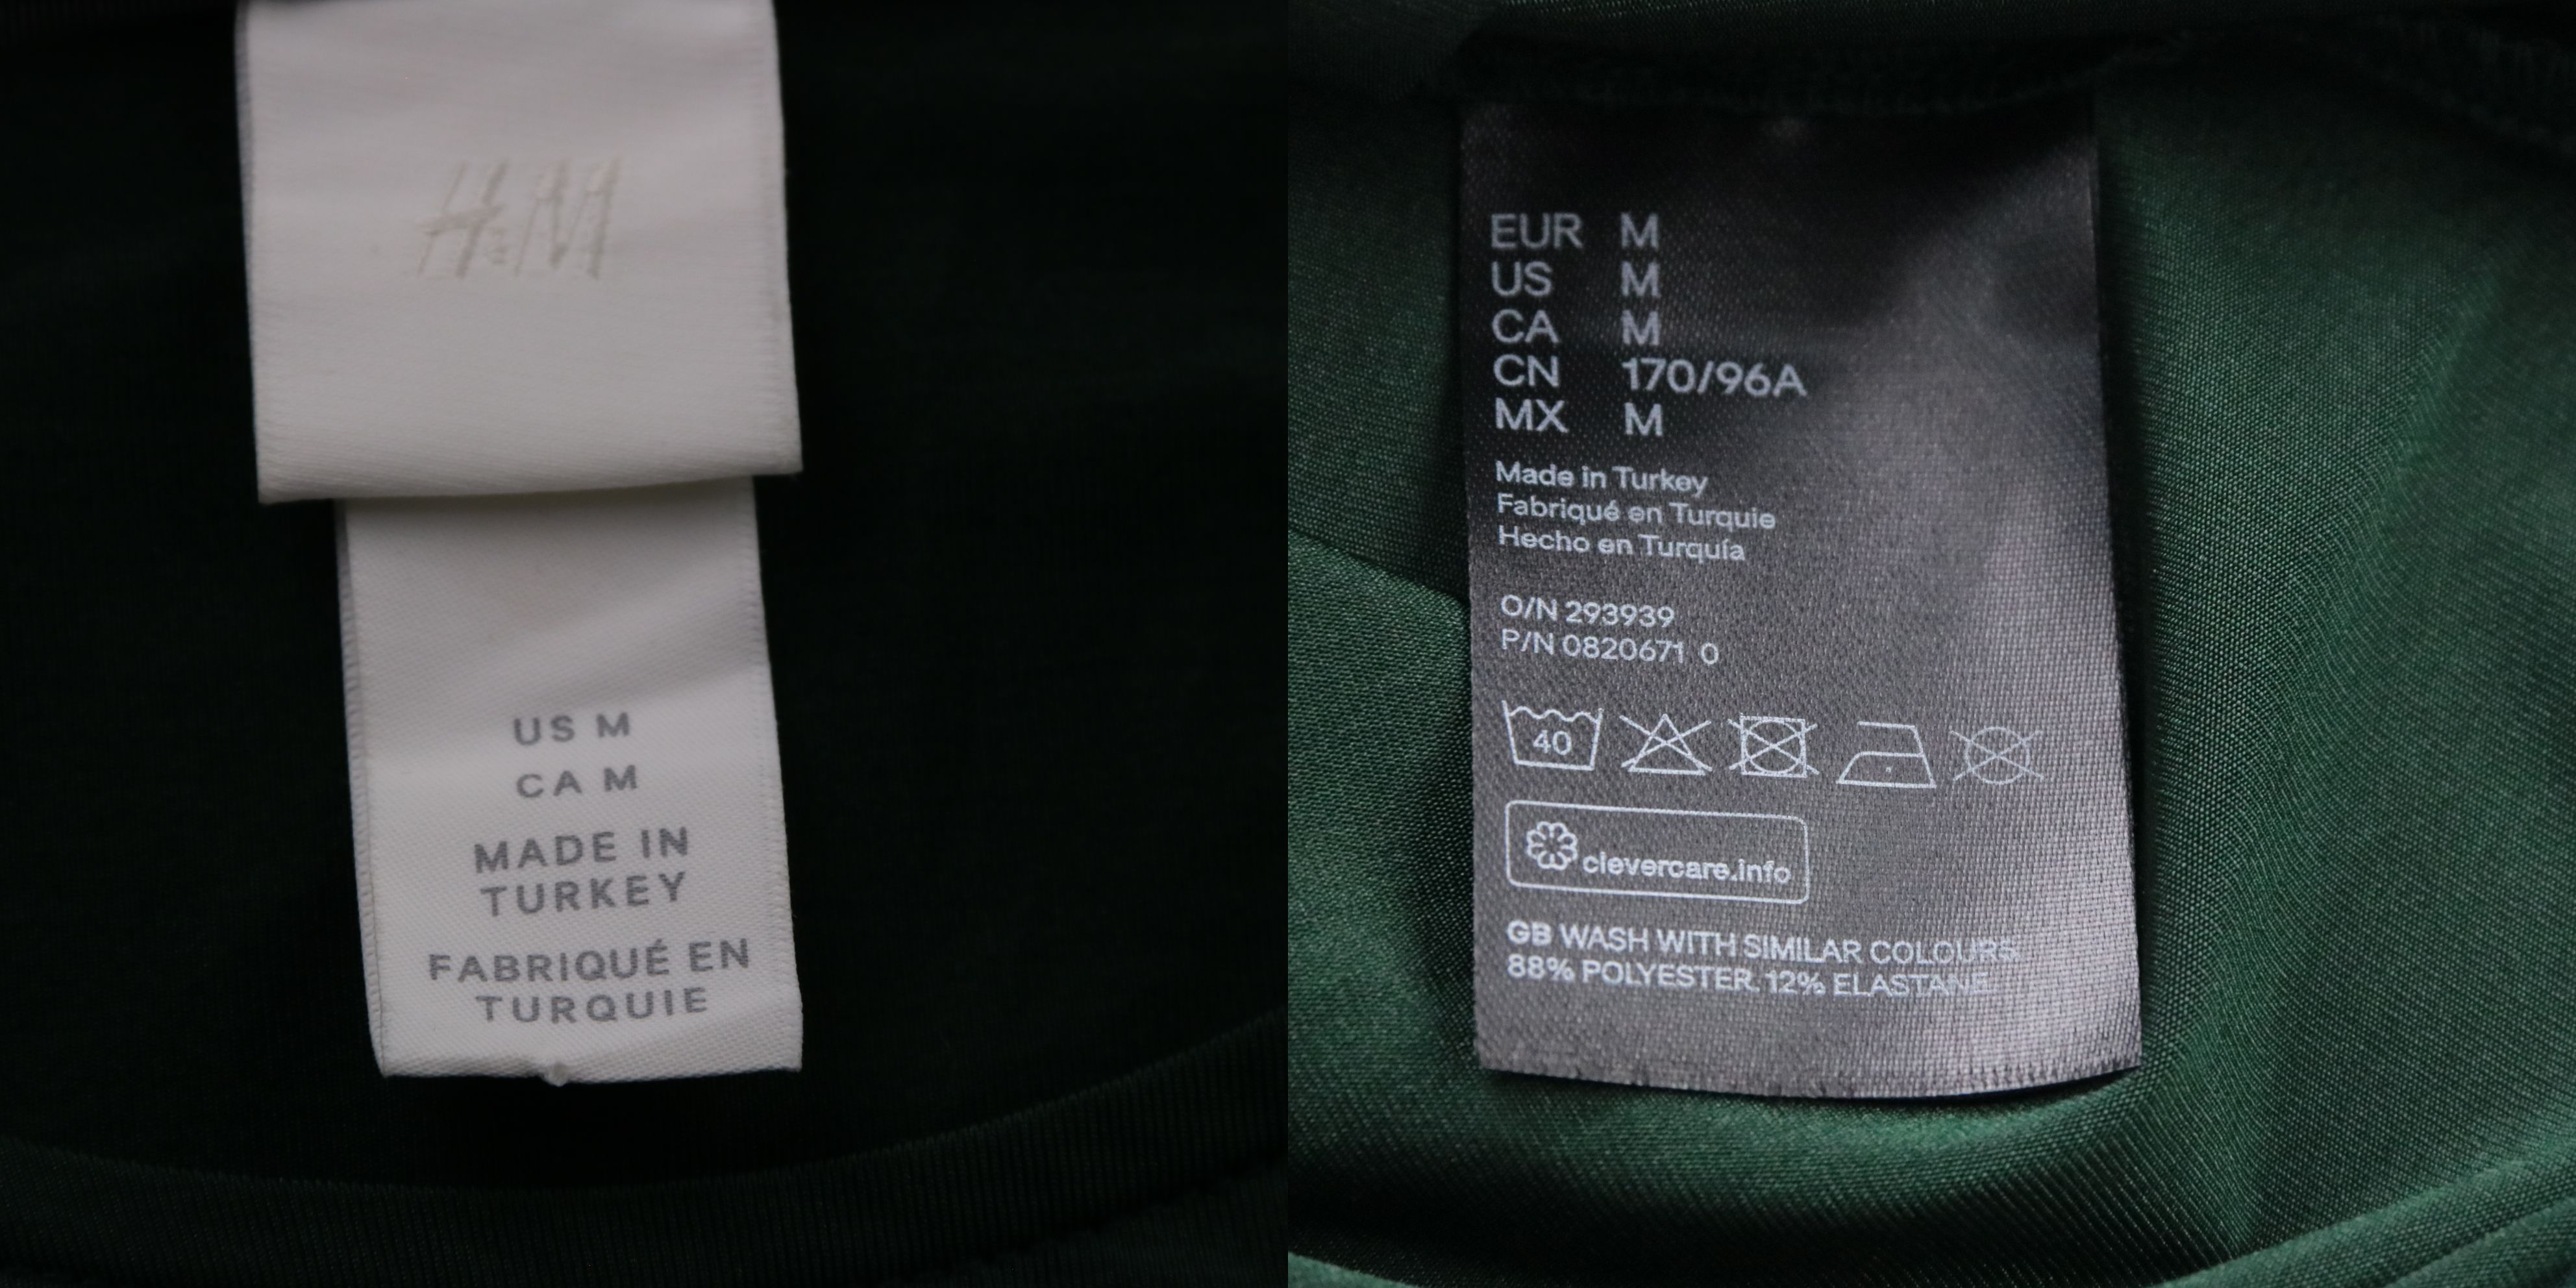 H&M
US M
CA M
MADE IN
TURKEY
FABRIQUÉ EN
TURQUIE
EUR M
US M
CA M
CN 170/96A
MX M
Made in Turkey
Fabriqué en Turquie
Hecho en Turquía
O/N 293939
P/N 0820671 0
40
clevercare.info
GB WASH WITH SIMILAR COLOURS
88% POLYESTER. 12% ELASTANE